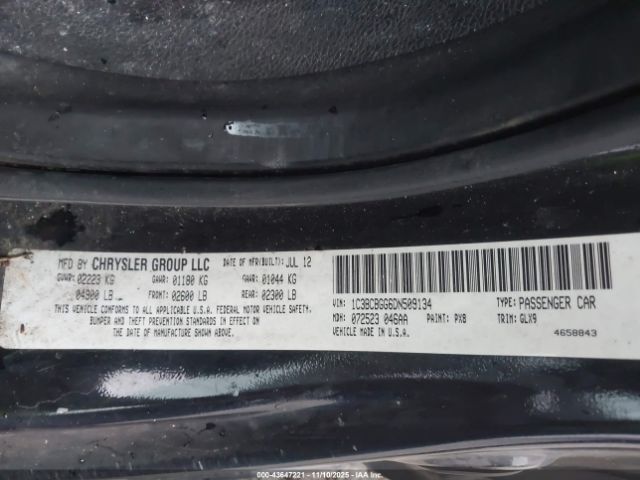 MFD BY CHRYSLER GROUP LLC DATE OF MFR(BUILT): JUL 12
GVWR: 02223 KG GAWR: 01180 KG GAWR: 01044 KG
04900 LB FRONT: 02600 LB REAR: 02300 LB
THIS VEHICLE CONFORMS TO ALL APPLICABLE U.S.A. FEDERAL MOTOR VEHICLE SAFETY,
BUMPER AND THEFT PREVENTION STANDARDS IN EFFECT ON
THE DATE OF MANUFACTURE SHOWN ABOVE.
VIN: 1C3BCBGG6DN509134 TYPE: PASSENGER CAR
MDH: 072523 046AA PAINT: PX8 TRIM: GLX9
VEHICLE MADE IN U.S.A. 4658843
000-43647221 - 11/10/2025 - IAA Inc.